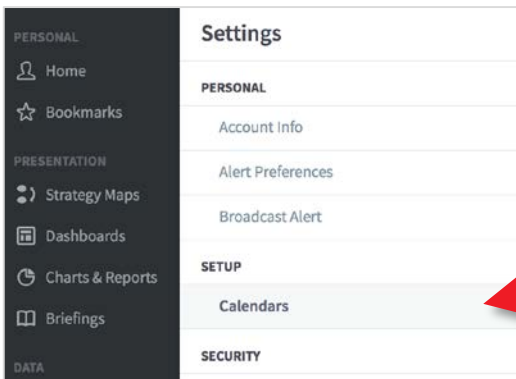 PERSONAL
Home
Bookmarks
PRESENTATION
Strategy Maps
Dashboards
Charts & Reports
Briefings
DATA
Settings
PERSONAL
Account Info
Alert Preferences
Broadcast Alert
SETUP
Calendars
SECURITY